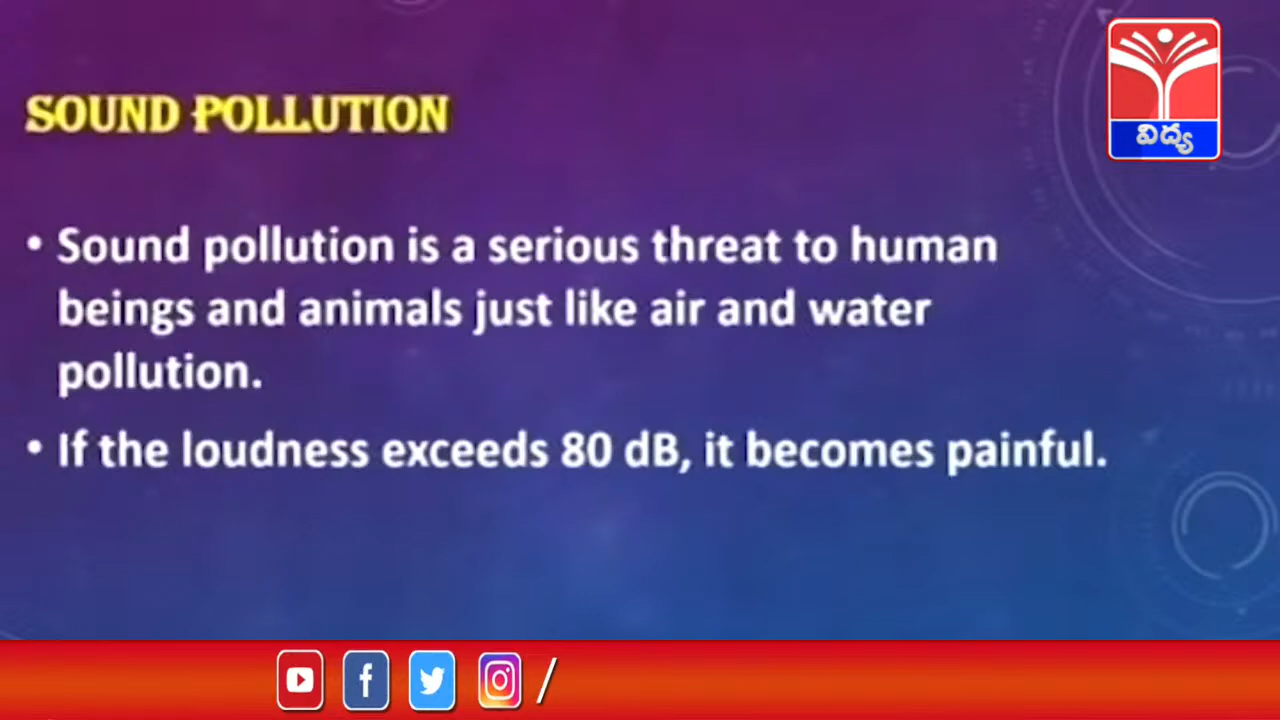 SOUND POLLUTION
విద్య
• Sound pollution is a serious threat to human
beings and animals just like air and water
pollution.
• If the loudness exceeds 80 dB, it becomes painful.
/